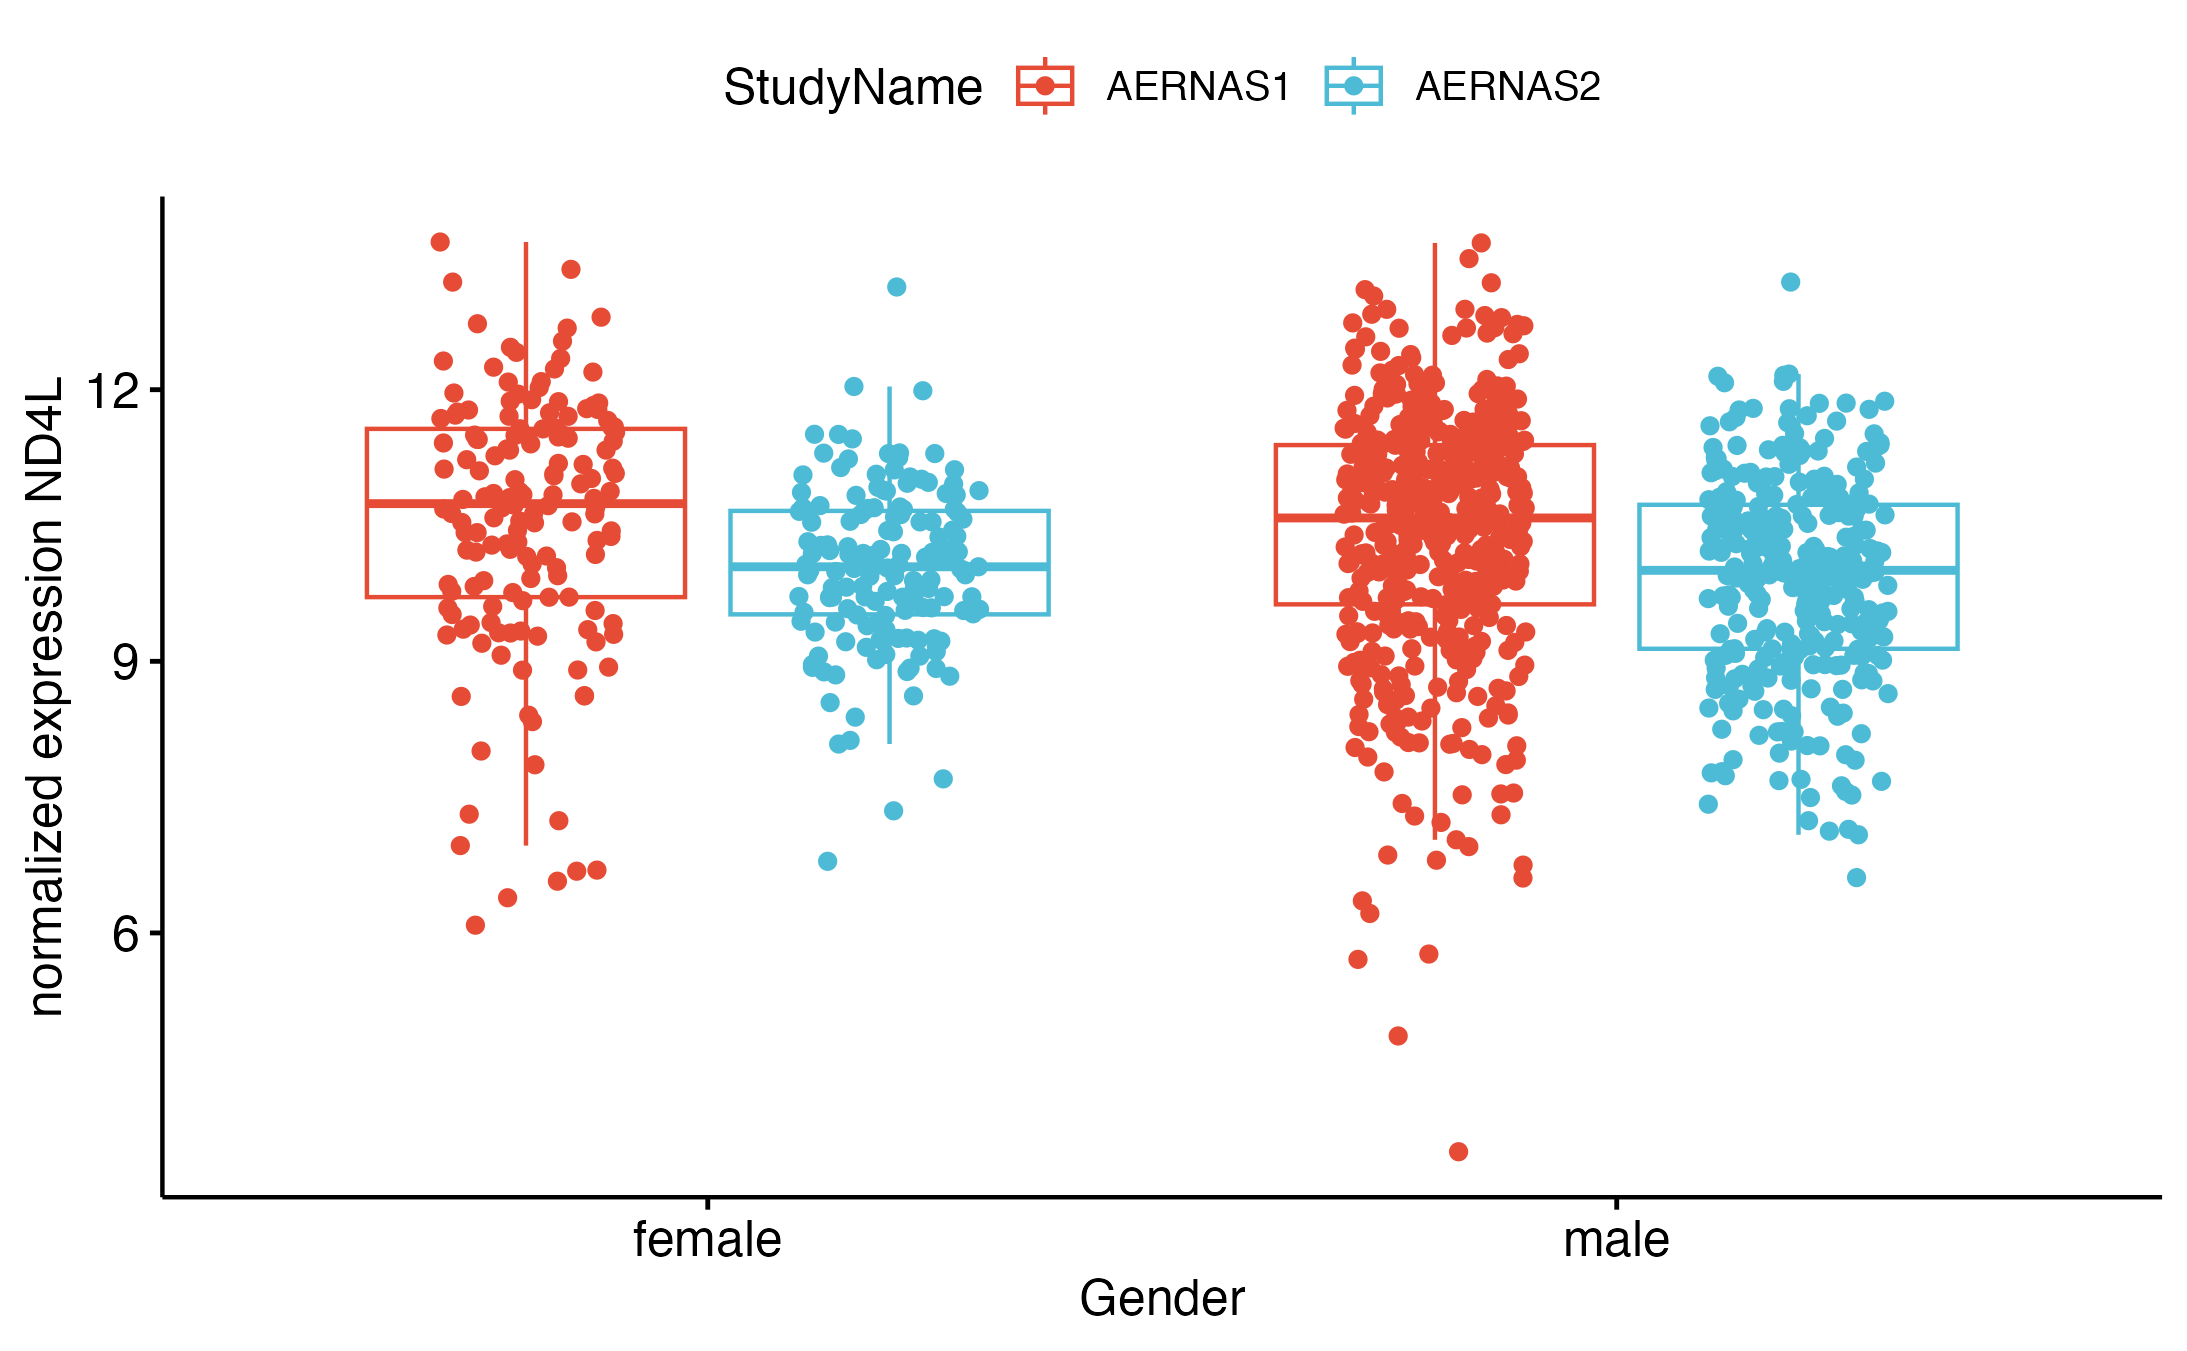 StudyName AERNAS1 AERNAS2
normalized expression ND4L
12
9
6
female male
Gender